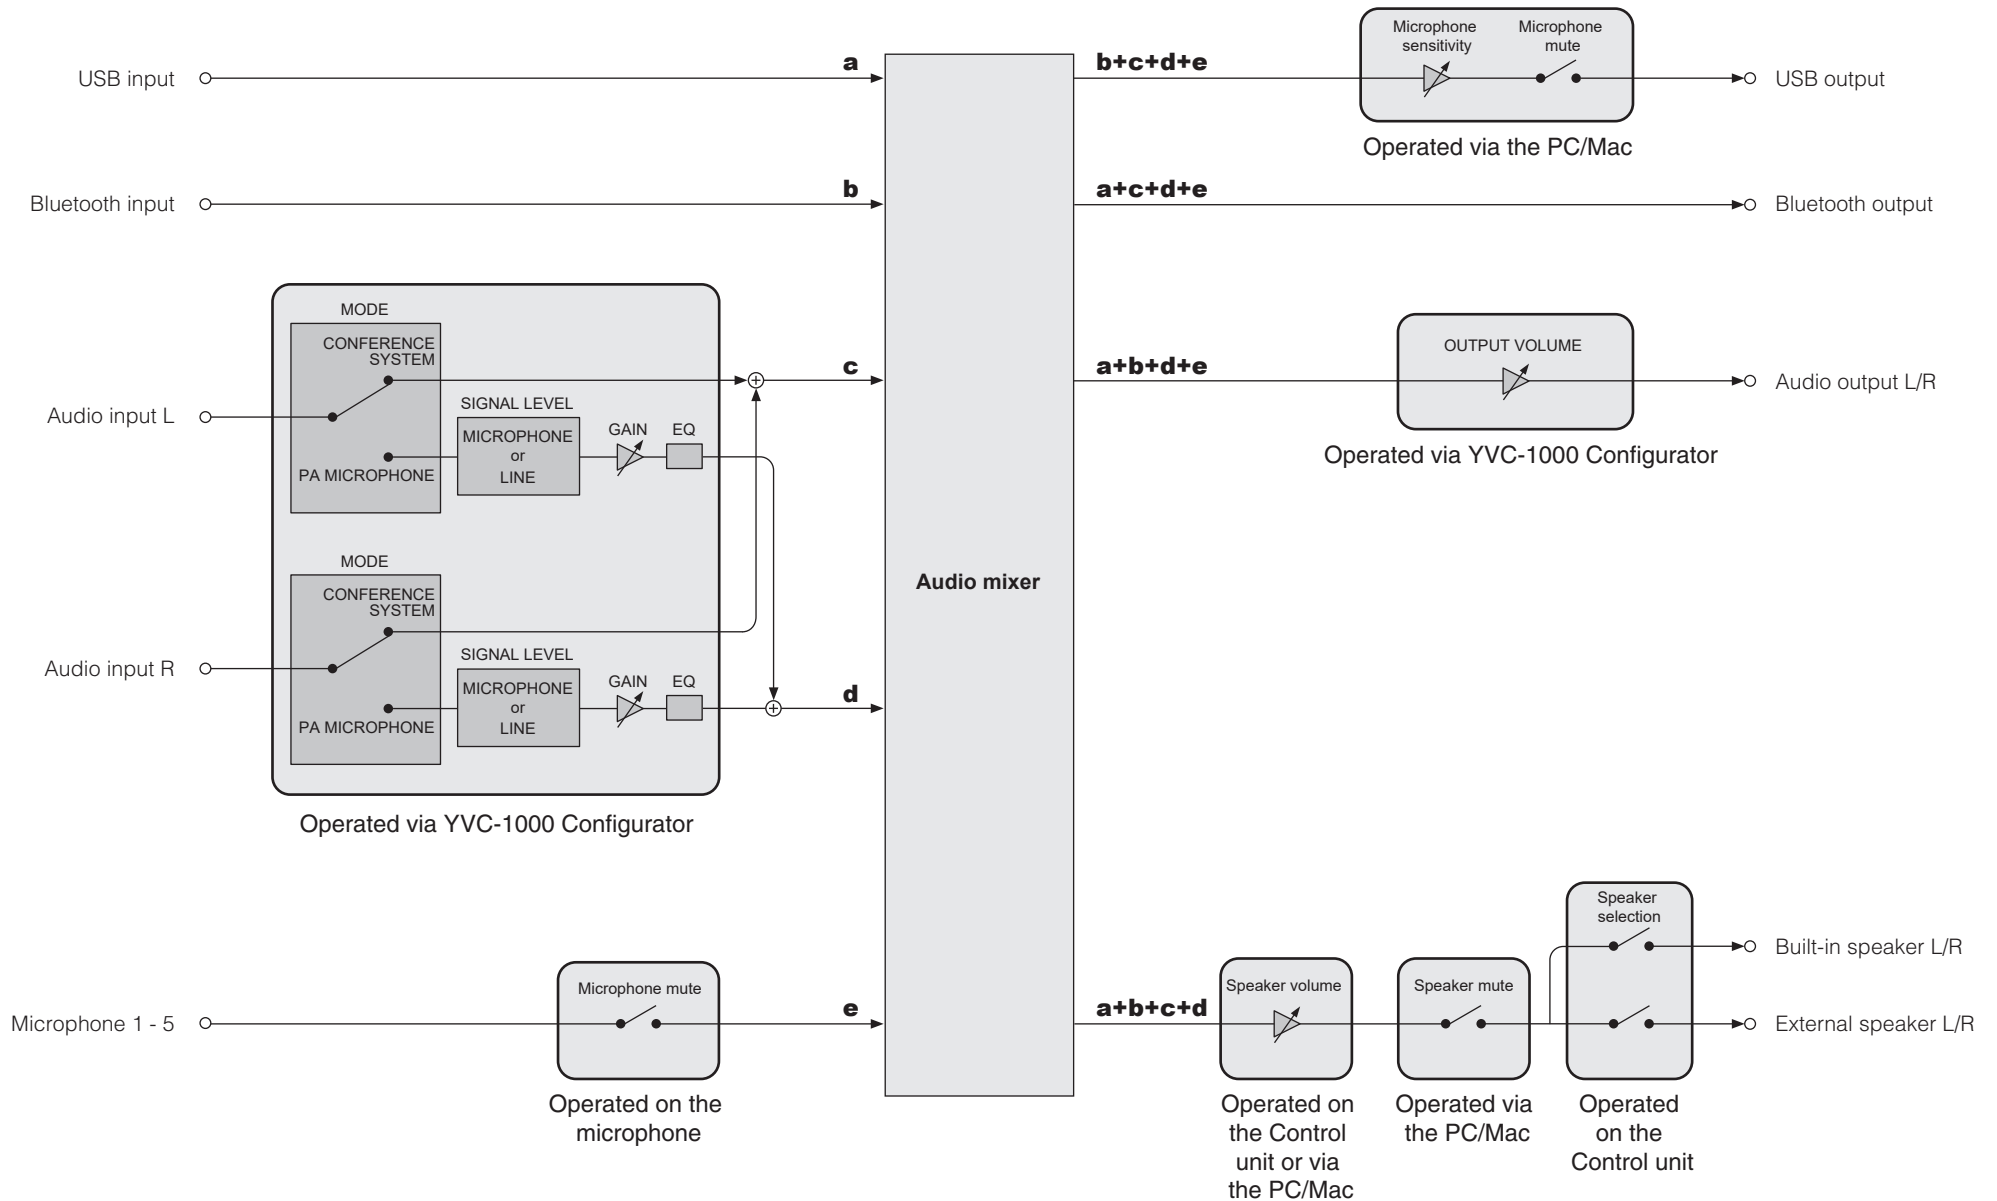 Microphone sensitivity
Microphone mute
USB input
a
b+c+d+e
USB output
Operated via the PC/Mac
Bluetooth input
b
a+c+d+e
Bluetooth output
MODE
CONFERENCE
SYSTEM
PA MICROPHONE
Audio input L
SIGNAL LEVEL
MICROPHONE
or
LINE
GAIN
EQ
c
a+b+d+e
OUTPUT VOLUME
Audio output L/R
Operated via YVC-1000 Configurator
Audio mixer
MODE
CONFERENCE
SYSTEM
PA MICROPHONE
Audio input R
SIGNAL LEVEL
MICROPHONE
or
LINE
GAIN
EQ
d
Operated via YVC-1000 Configurator
Microphone 1 - 5
Microphone mute
e
Operated on the
microphone
a+b+c+d
Speaker volume
Operated on
the Control
unit or via
the PC/Mac
Speaker mute
Operated via
the PC/Mac
Speaker
selection
Operated
on the
Control unit
Built-in speaker L/R
External speaker L/R